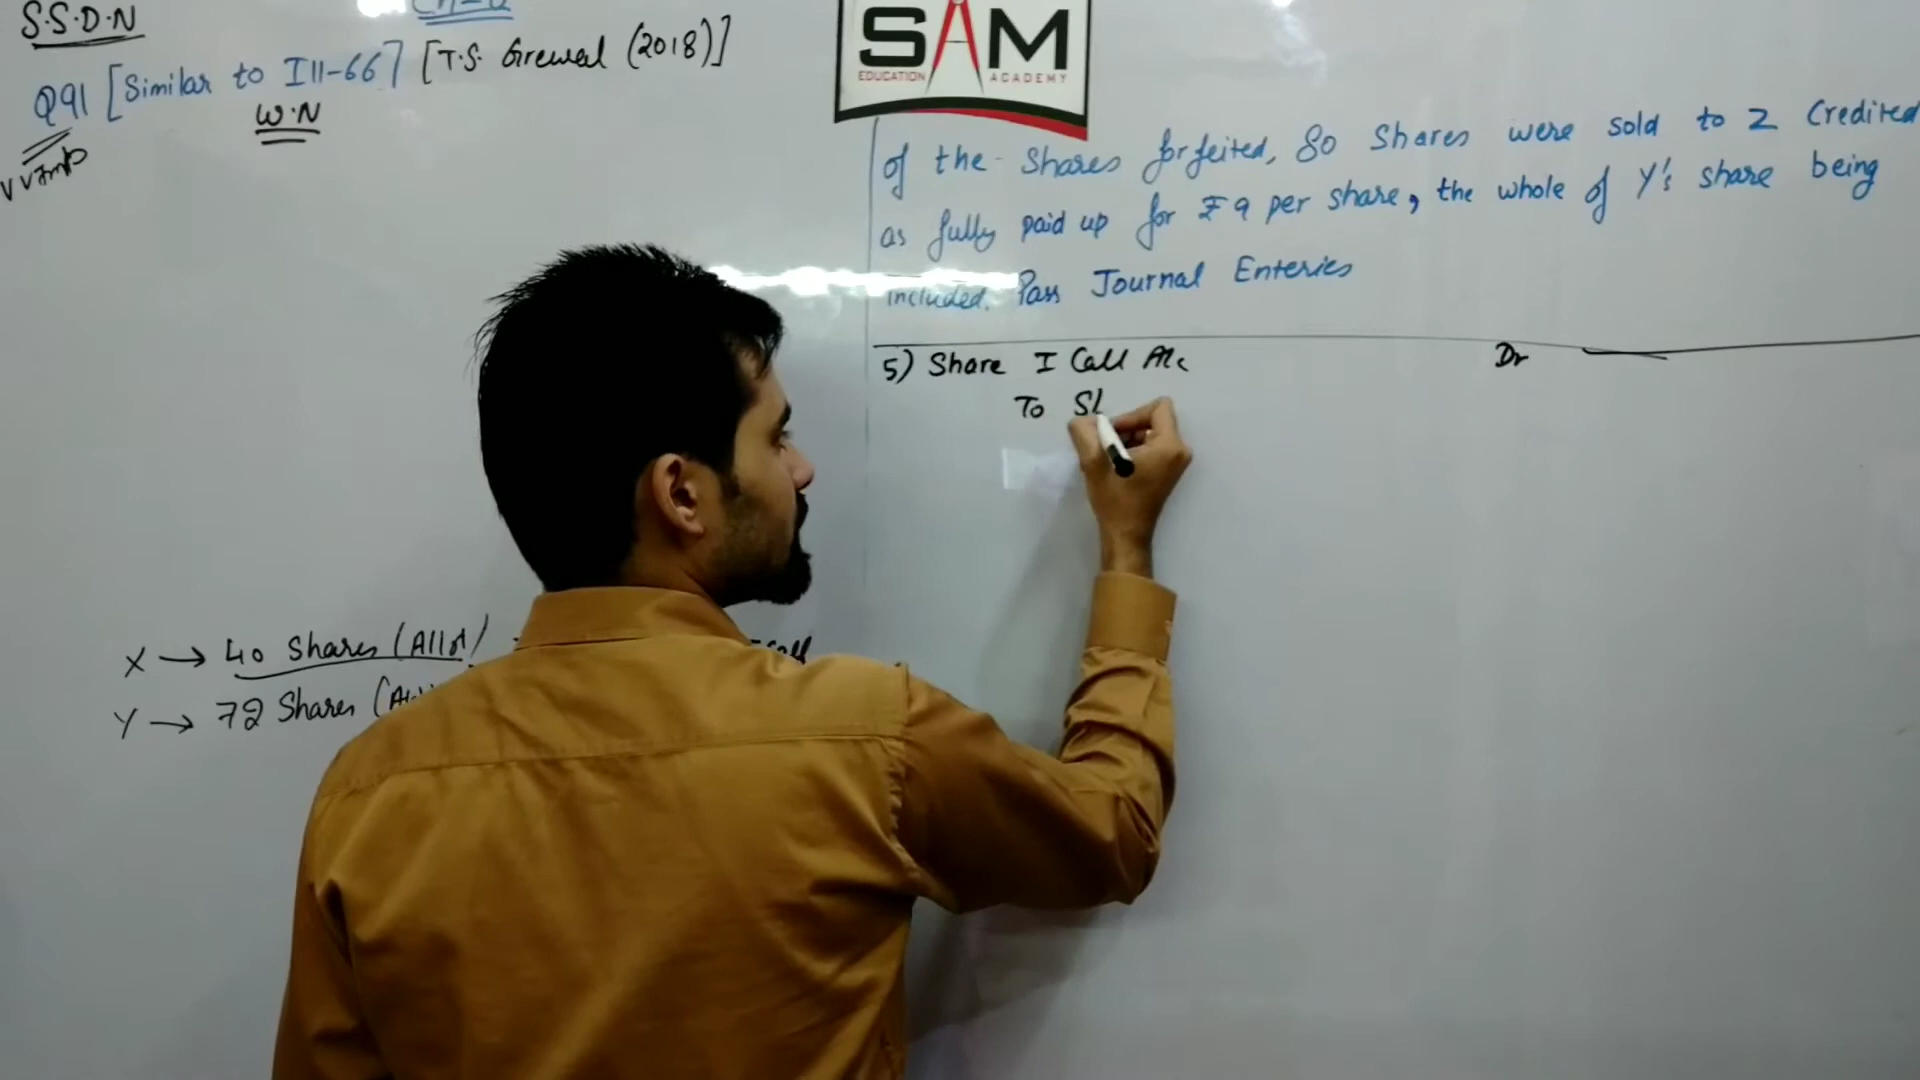 S.S.D.N
Q91 [Similar to Ill-66] [T.S. Grewal (2018)]
W.N
V V Imp
SAM
EDUCATION ACADEMY
of the Shares forfeited, 80 Shares were sold to Z Credited
as fully paid up for ₹9 per share, the whole of Y's share being
included. Pass Journal Enteries
5) Share I Call A/c Dr
To Sh
X → 40 Shares (Allot)
Y → 72 Shares